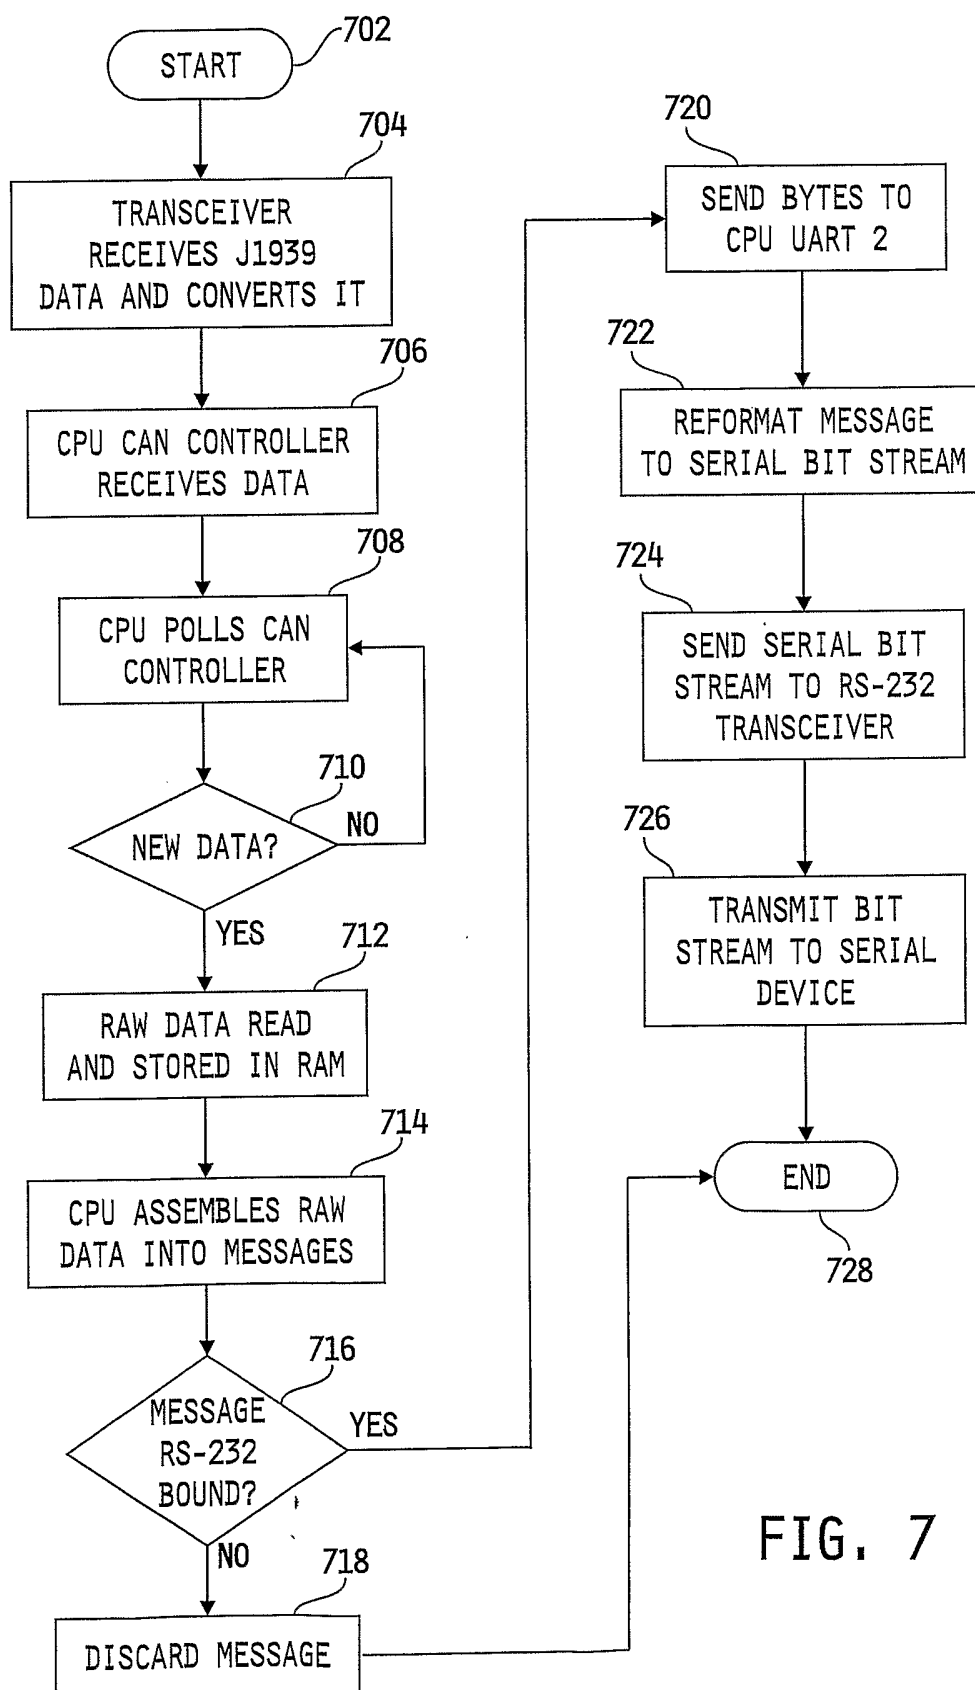 702
START
704
TRANSCEIVER
RECEIVES J1939
DATA AND CONVERTS IT
706
CPU CAN CONTROLLER
RECEIVES DATA
708
CPU POLLS CAN
CONTROLLER
710
NEW DATA?
NO
YES
712
RAW DATA READ
AND STORED IN RAM
714
CPU ASSEMBLES RAW
DATA INTO MESSAGES
716
MESSAGE
RS-232
BOUND?
YES
NO
718
DISCARD MESSAGE
720
SEND BYTES TO
CPU UART 2
722
REFORMAT MESSAGE
TO SERIAL BIT STREAM
724
SEND SERIAL BIT
STREAM TO RS-232
TRANSCEIVER
726
TRANSMIT BIT
STREAM TO SERIAL
DEVICE
END
728
FIG. 7